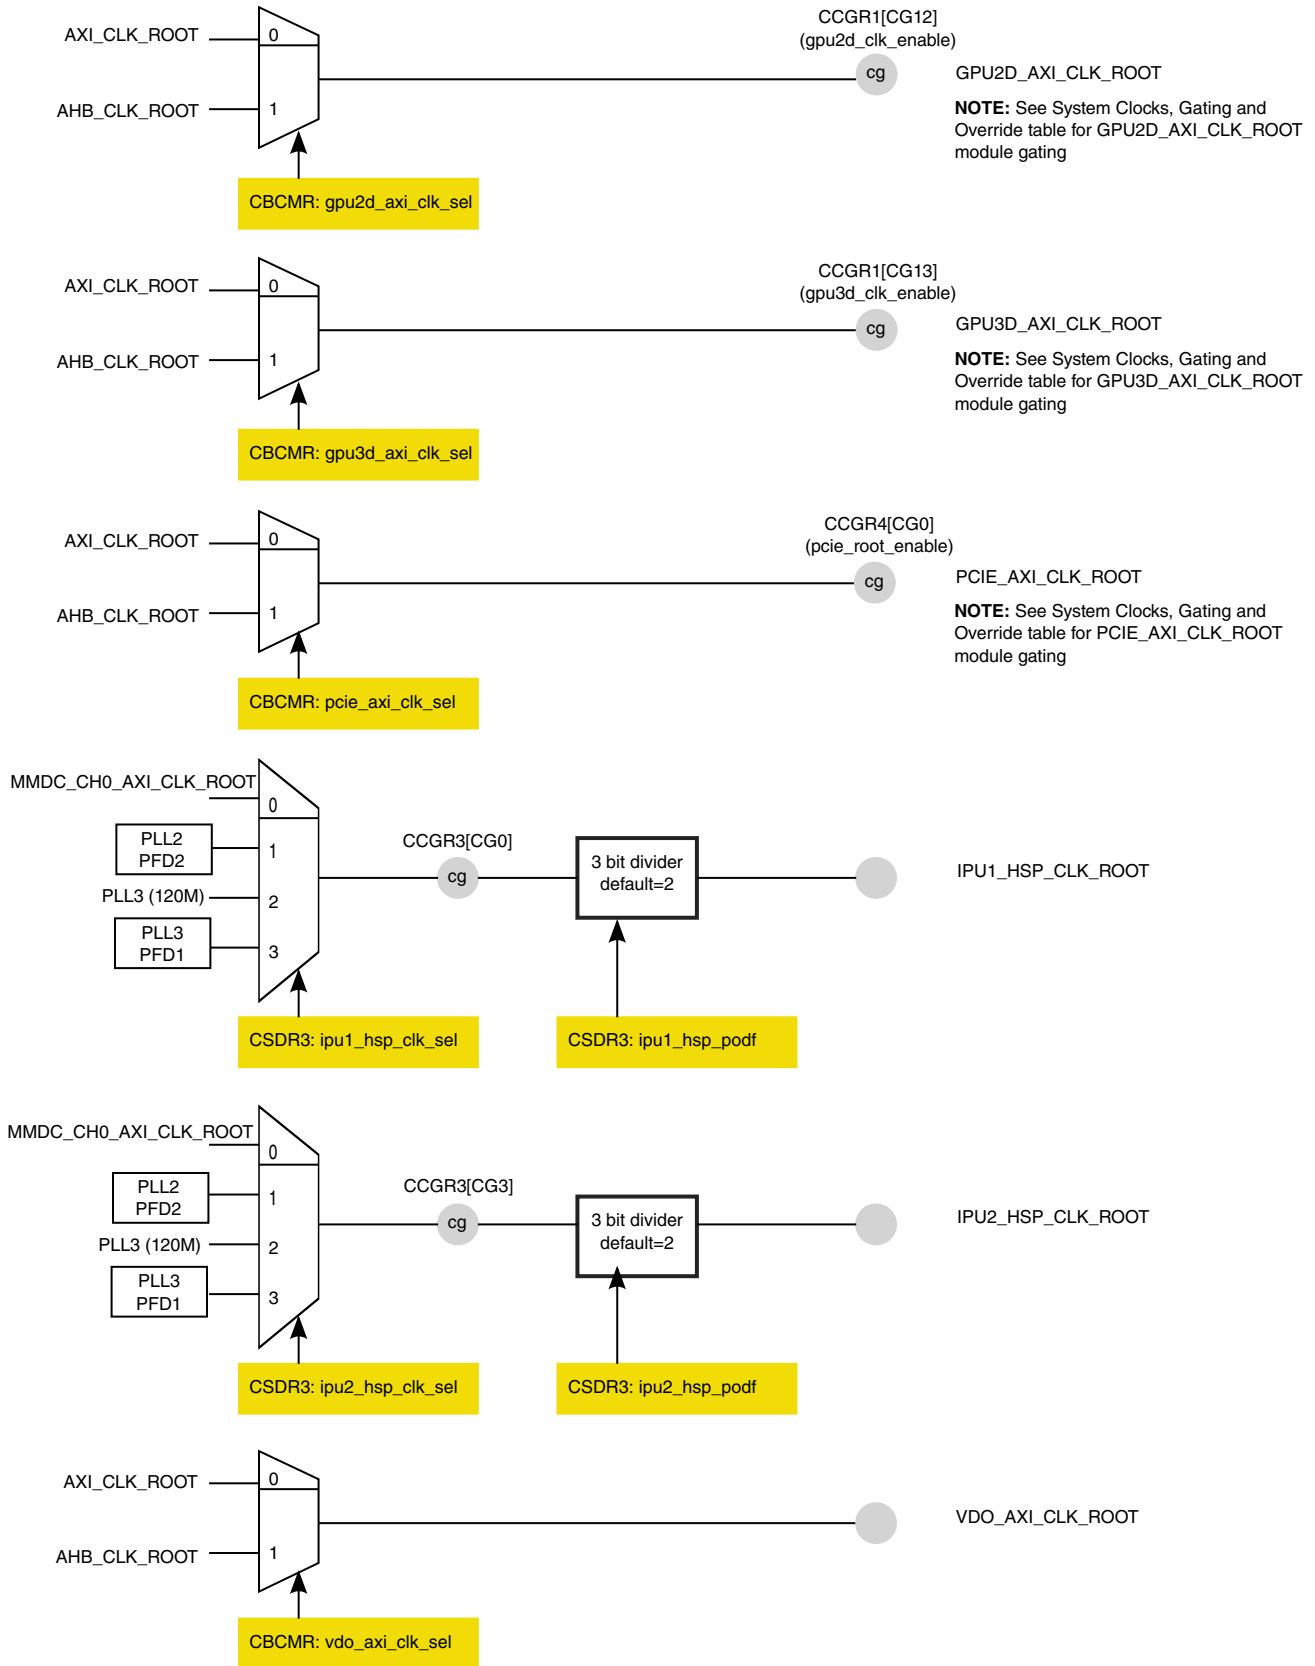 CCGR1[CG12]
(gpu2d_clk_enable)
AXI_CLK_ROOT
0
cg
GPU2D_AXI_CLK_ROOT
AHB_CLK_ROOT
1
NOTE: See System Clocks, Gating and
Override table for GPU2D_AXI_CLK_ROOT
module gating
CBCMR: gpu2d_axi_clk_sel
CCGR1[CG13]
(gpu3d_clk_enable)
AXI_CLK_ROOT
0
cg
GPU3D_AXI_CLK_ROOT
AHB_CLK_ROOT
1
NOTE: See System Clocks, Gating and
Override table for GPU3D_AXI_CLK_ROOT
module gating
CBCMR: gpu3d_axi_clk_sel
CCGR4[CG0]
(pcie_root_enable)
AXI_CLK_ROOT
0
cg
PCIE_AXI_CLK_ROOT
AHB_CLK_ROOT
1
NOTE: See System Clocks, Gating and
Override table for PCIE_AXI_CLK_ROOT
module gating
CBCMR: pcie_axi_clk_sel
MMDC_CH0_AXI_CLK_ROOT
0
PLL2
PFD2
1
PLL3 (120M)
2
PLL3
PFD1
3
CCGR3[CG0]
cg
3 bit divider
default=2
IPU1_HSP_CLK_ROOT
CSDR3: ipu1_hsp_clk_sel
CSDR3: ipu1_hsp_podf
MMDC_CH0_AXI_CLK_ROOT
0
PLL2
PFD2
1
PLL3 (120M)
2
PLL3
PFD1
3
CCGR3[CG3]
cg
3 bit divider
default=2
IPU2_HSP_CLK_ROOT
CSDR3: ipu2_hsp_clk_sel
CSDR3: ipu2_hsp_podf
AXI_CLK_ROOT
0
AHB_CLK_ROOT
1
VDO_AXI_CLK_ROOT
CBCMR: vdo_axi_clk_sel